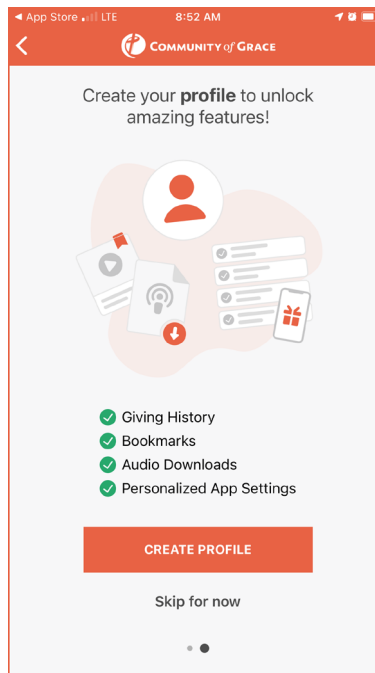 App Store LTE 8:52 AM
COMMUNITY of GRACE
Create your profile to unlock
amazing features!
Giving History
Bookmarks
Audio Downloads
Personalized App Settings
CREATE PROFILE
Skip for now